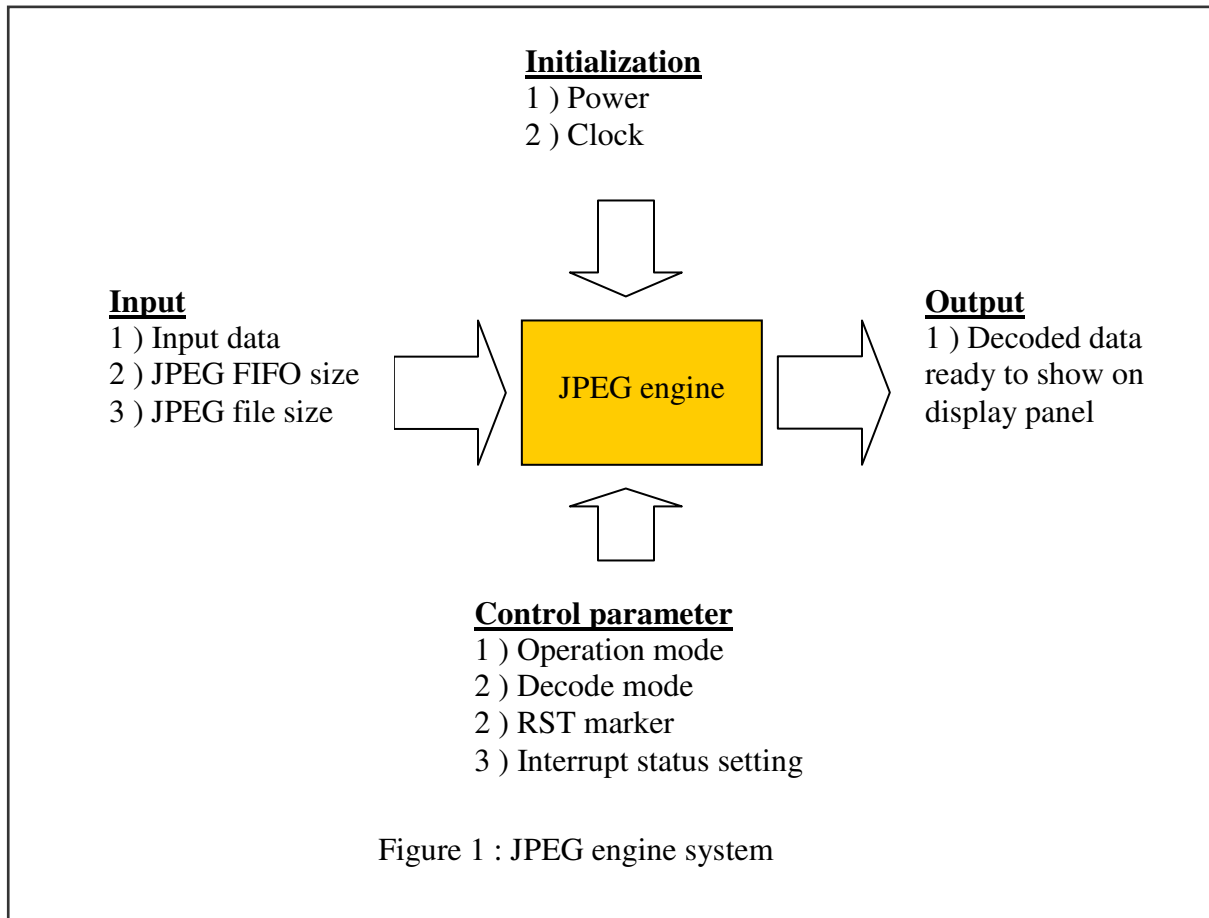 Initialization
1 ) Power
2 ) Clock
Input
1 ) Input data
2 ) JPEG FIFO size
3 ) JPEG file size
JPEG engine
Output
1 ) Decoded data
ready to show on
display panel
Control parameter
1 ) Operation mode
2 ) Decode mode
2 ) RST marker
3 ) Interrupt status setting
Figure 1 : JPEG engine system